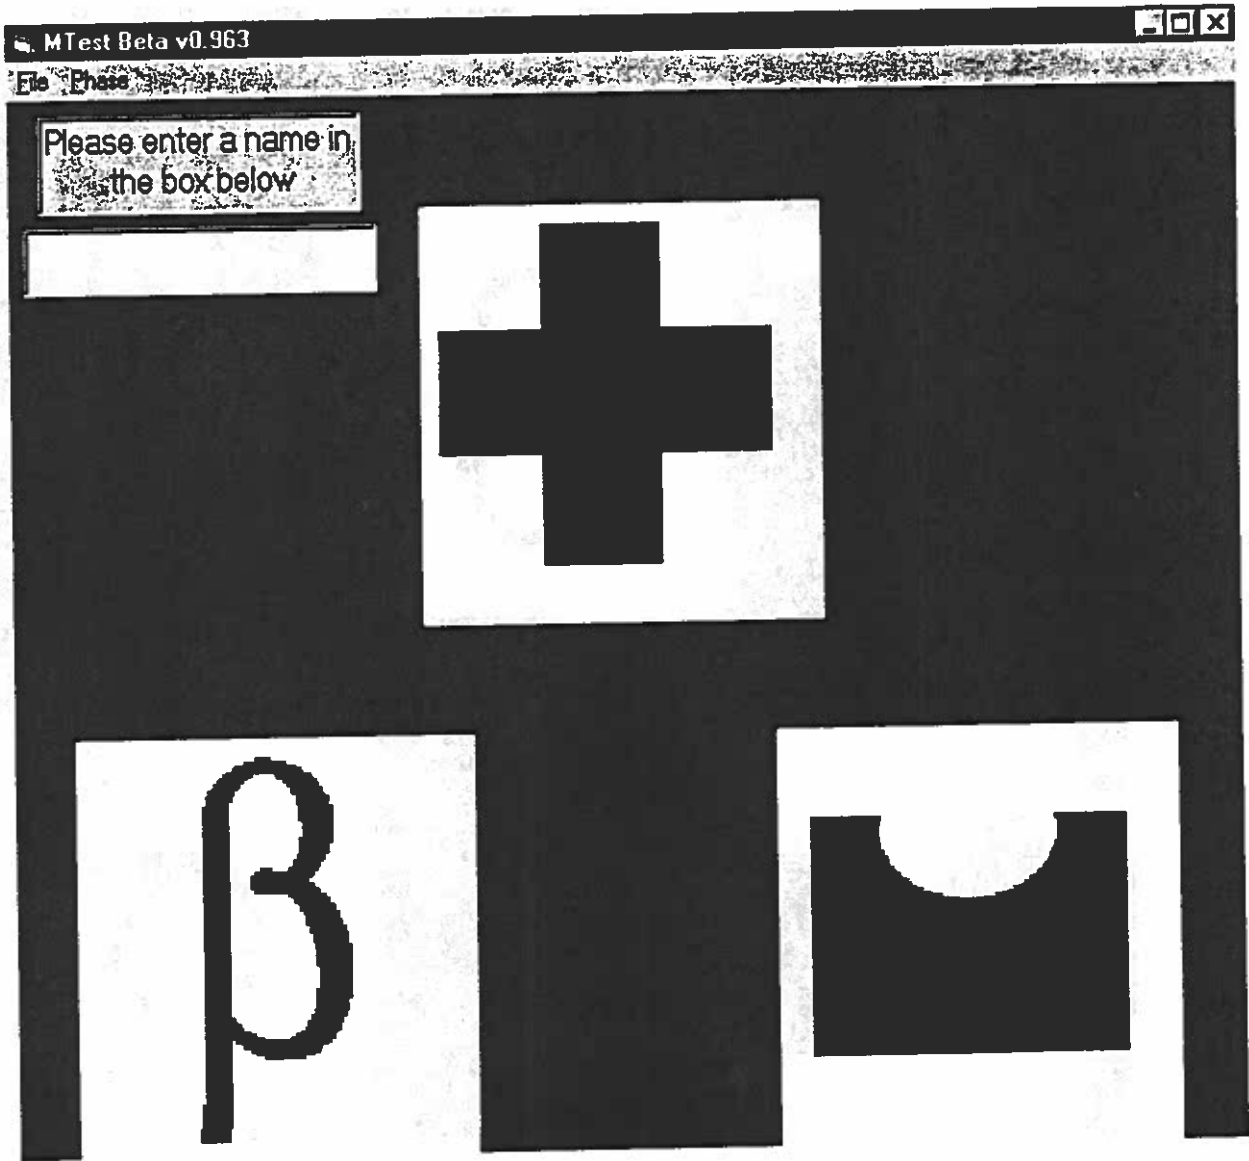 MTest Beta v0.963
File Phase
Please enter a name in
the box below
β